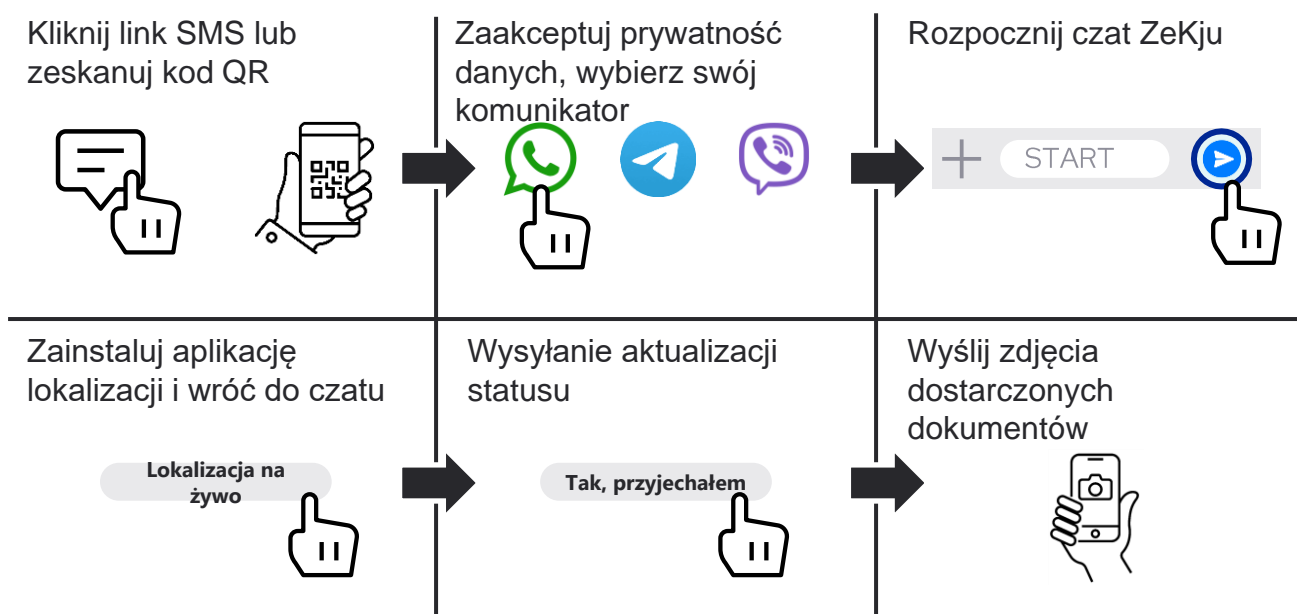 Kliknij link SMS lub
zeskanuj kod QR
Zaakceptuj prywatność
danych, wybierz swój
komunikator
Rozpocznij czat ZeKju
START
Zainstaluj aplikację
lokalizacji i wróć do czatu
Lokalizacja na
żywo
Wysyłanie aktualizacji
statusu
Tak, przyjechałem
Wyślij zdjęcia
dostarczonych
dokumentów